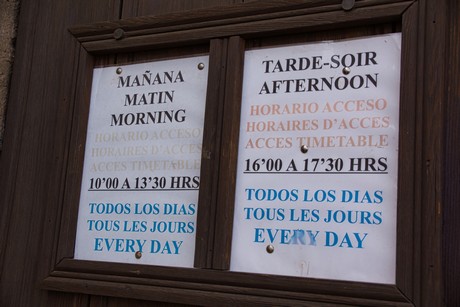 MAÑANA
MATIN
MORNING
HORARIO ACCESO
HORAIRES D'ACCES
ACCES TIMETABLE
10'00 A 13'30 HRS
TODOS LOS DIAS
TOUS LES JOURS
EVERY DAY
TARDE-SOIR
AFTERNOON
HORARIO ACCESO
HORAIRES D'ACCES
ACCES TIMETABLE
16'00 A 17'30 HRS
TODOS LOS DIAS
TOUS LES JOURS
EVERY DAY